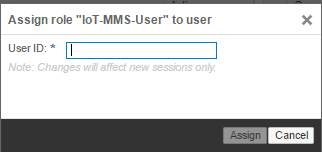 Assign role "IoT-MMS-User" to user
User ID: *
Note: Changes will affect new sessions only.
Assign Cancel